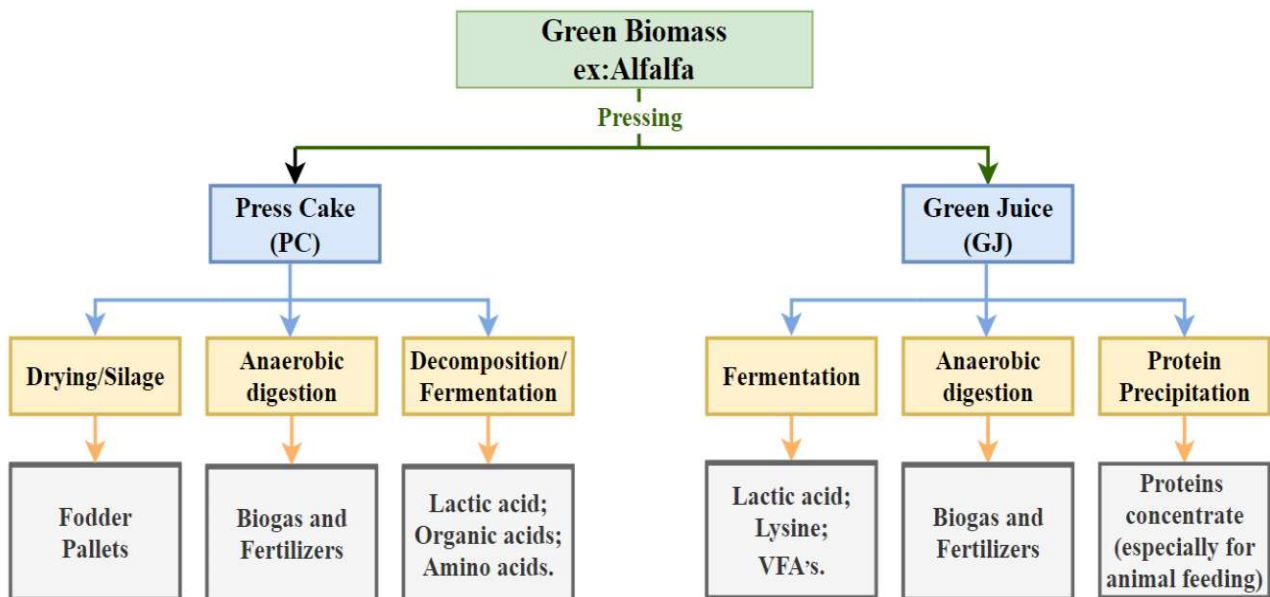 Green Biomass
ex:Alfalfa
Pressing
Press Cake
(PC)
Green Juice
(GJ)
Drying/Silage
Anaerobic
digestion
Decomposition/
Fermentation
Fermentation
Anaerobic
digestion
Protein
Precipitation
Fodder
Pallets
Biogas and
Fertilizers
Lactic acid;
Organic acids;
Amino acids.
Lactic acid;
Lysine;
VFA's.
Biogas and
Fertilizers
Proteins
concentrate
(especially for
animal feeding)